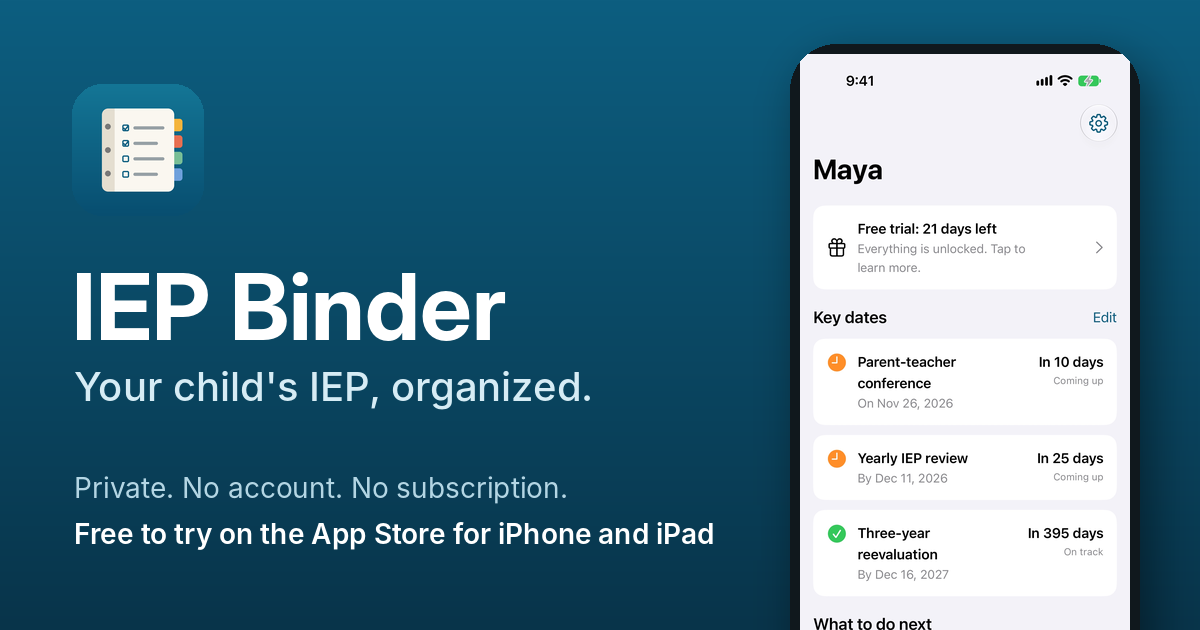 IEP Binder
Your child's IEP, organized.
Private. No account. No subscription.
Free to try on the App Store for iPhone and iPad
9:41
Maya
Free trial: 21 days left
Everything is unlocked. Tap to
learn more.
Key dates
Edit
Parent-teacher
conference
In 10 days
Coming up
On Nov 26, 2026
Yearly IEP review
In 25 days
Coming up
By Dec 11, 2026
Three-year
reevaluation
In 395 days
On track
By Dec 16, 2027
What to do next